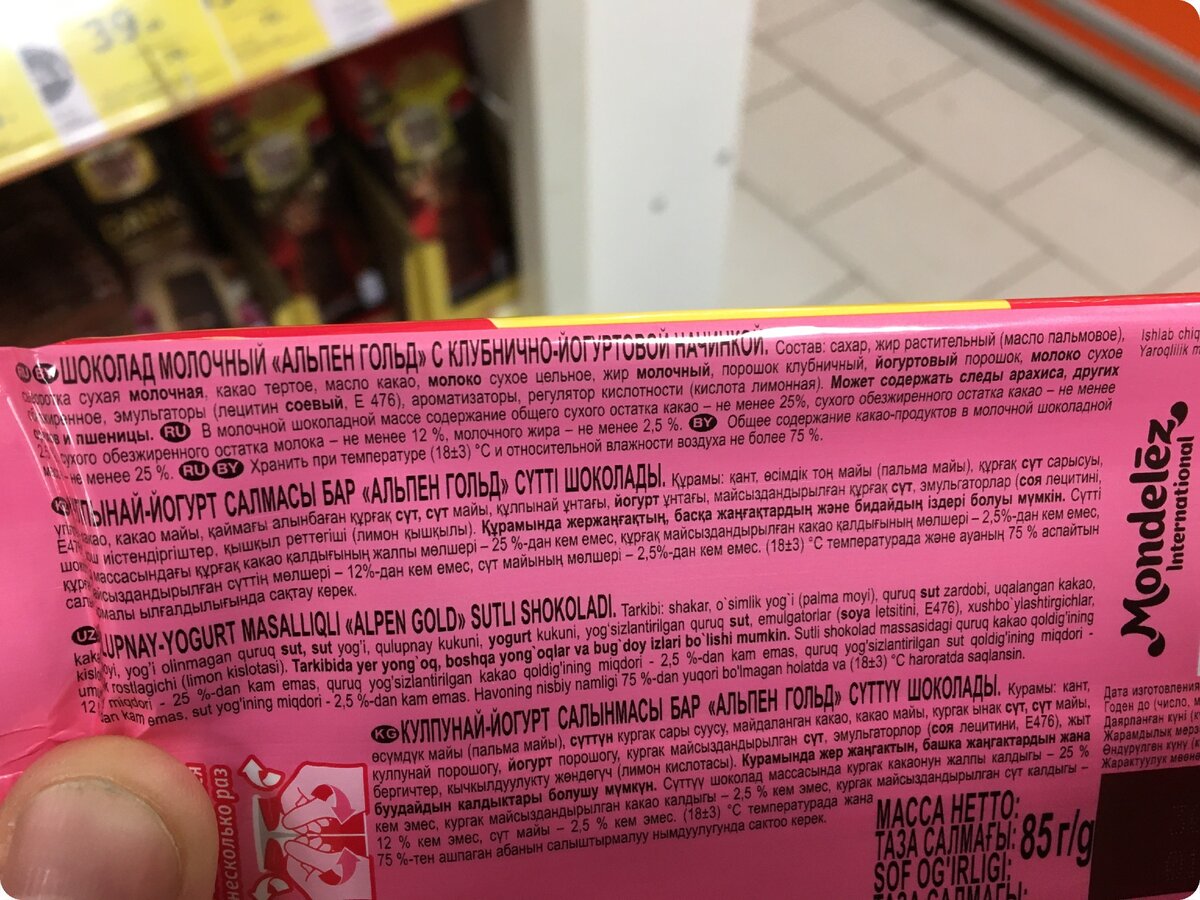 39.-
DARK
RU BY ШОКОЛАД МОЛОЧНЫЙ «АЛЬПЕН ГОЛЬД» С КЛУБНИЧНО-ЙОГУРТОВОЙ НАЧИНКОЙ. Состав: сахар, жир растительный (масло пальмовое),
сухая молочная, какао тертое, масло какао, молоко сухое цельное, жир молочный, порошок клубничный, йогуртовый порошок, молоко сухое
эмульгаторы (лецитин соевый, Е 476), ароматизаторы, регулятор кислотности (кислота лимонная). Может содержать следы арахиса, других
и пшеницы. RU В молочной шоколадной массе содержание общего сухого остатка какао – не менее 25%, сухого обезжиренного остатка какао – не менее
сухого обезжиренного остатка молока – не менее 12 %, молочного жира – не менее 2,5 %. BY Общее содержание какао-продуктов в молочной шоколадной
не менее 25 %. RU BY Хранить при температуре (18±3) °С и относительной влажности воздуха не более 75 %.
ЙОГУРТ САЛМАСЫ БАР «АЛЬПЕН ГОЛЬД» СҮТТІ ШОКОЛАДЫ. Құрамы: қант, өсімдік тоң майы (пальма майы), құрғақ сүт сарысуы,
какао, какао майы, қаймағы алынбаған құрғақ сүт, сүт майы, құлпынай ұнтағы, йогурт ұнтағы, майсыздандырылған құрғақ сүт, эмульгаторлар (соя лецитині,
иістендіргіштер, қышқыл реттегіші (лимон қышқылы). Құрамында жержаңғақтың, басқа жаңғақтардың және бидайдың іздері болуы мүмкін. Сүтті
массасындағы құрғақ какао қалдығының жалпы мөлшері – 25 %-дан кем емес, құрғақ майсыздандырылған какао қалдығының мөлшері – 2,5%-дан кем емес,
сүттің мөлшері – 12%-дан кем емес, сүт майының мөлшері – 2,5%-дан кем емес. (18±3) °С температурада және ауаның 75 % аспайтын
ылғалдылығында сақтау керек.
UZ YOGURT MASALLIQLI «ALPEN GOLD» SUTLI SHOKOLADI. Tarkibi: shakar, o`simlik yog`i (palma moyi), quruq sut zardobi, uqalangan kakao,
yog'i olinmagan quruq sut, sut yog'i, qulupnay kukuni, yogurt kukuni, yog'sizlantirilgan quruq sut, emulgatorlar (soya letsitini, E476), xushbo`ylashtirgichlar,
rostlagichi (limon kislotasi). Tarkibida yer yong`oq, boshqa yong`oqlar va bug`doy izlari bo`lishi mumkin. Sutli shokolad massasidagi quruq kakao qoldig'ining
miqdori - 25 %-dan kam emas, quruq yog'sizlantirilgan kakao qoldig'ining miqdori - 2,5 %-dan kam emas, quruq yog'sizlantirilgan sut qoldig'ining miqdori -
kam emas, sut yog'ining miqdori - 2,5 %-dan kam emas. Havoning nisbiy namligi 75 %-dan yuqori bo'lmagan holatda va (18±3) °C haroratda saqlansin.
KG КУЛПУНАЙ-ЙОГУРТ САЛЫНМАСЫ БАР «АЛЬПЕН ГОЛЬД» СҮТТҮҮ ШОКОЛАДЫ. Курамы: кант,
өсүмдүк майы (пальма майы), сүттүн кургак сары суусу, майдаланган какао, какао майы, кургак ынак сүт, сүт майы,
кулпунай порошогу, йогурт порошогу, кургак майсыздандырылган сүт, эмульгаторлор (соя лецитини, Е476), жыт
бергичтер, кычкылдуулукту жөндөгүч (лимон кислотасы). Курамында жер жаңгактын, башка жаңгактардын жана
буудайдын калдыктары болушу мүмкүн. Сүттүү шоколад массасында кургак какаонун жалпы калдыгы – 25 %
кем эмес, кургак майсыздандырылган какао калдыгы – 2,5 % кем эмес, кургак майсыздандырылган сүт калдыгы –
12 % кем эмес, сүт майы – 2,5 % кем эмес. (18±3) °С температурада жана
75 %-тен ашпаган абанын салыштырмалуу нымдуулугунда сактоо керек.
несколько раз
МАССА НЕТТО:
ТАЗА САЛМАҒЫ:
SOF OG'IRLIGI:
ТАЗА САЛМАГЫ:
85 г/g
Mondelēz
International
Ishlab chiq
Yaroqlilik m
Дата изготовления
Годен до (число, м
Даярланған күні (к
Жарамдылық мерз
Өндүрүлгөн күнү (к
Жарактуулук мөөнө